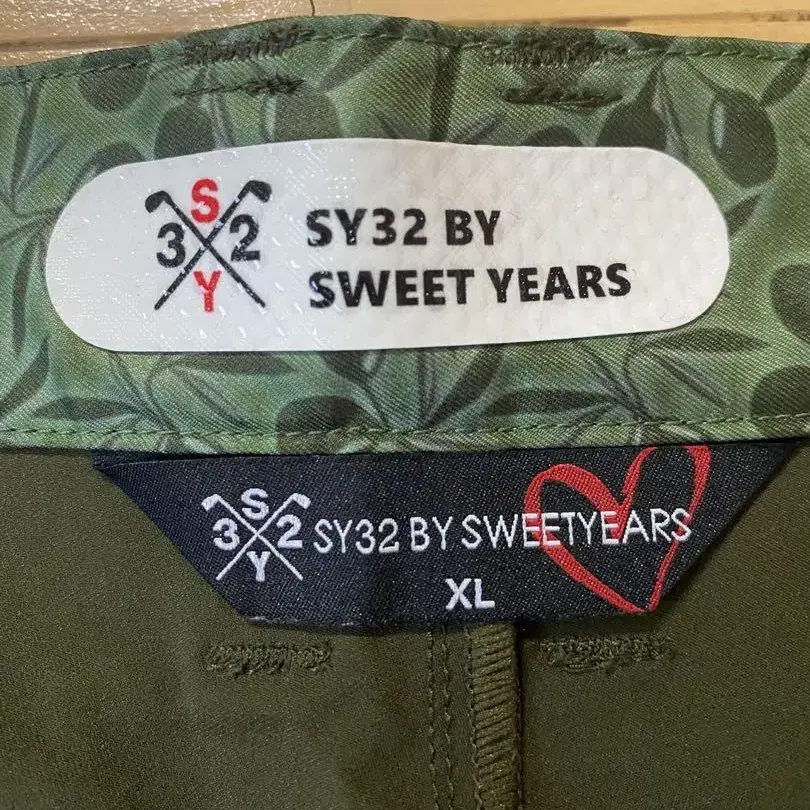 S
3 2
Y
SY32 BY
SWEET YEARS
S
3 2
Y
SY32 BY SWEETYEARS
XL